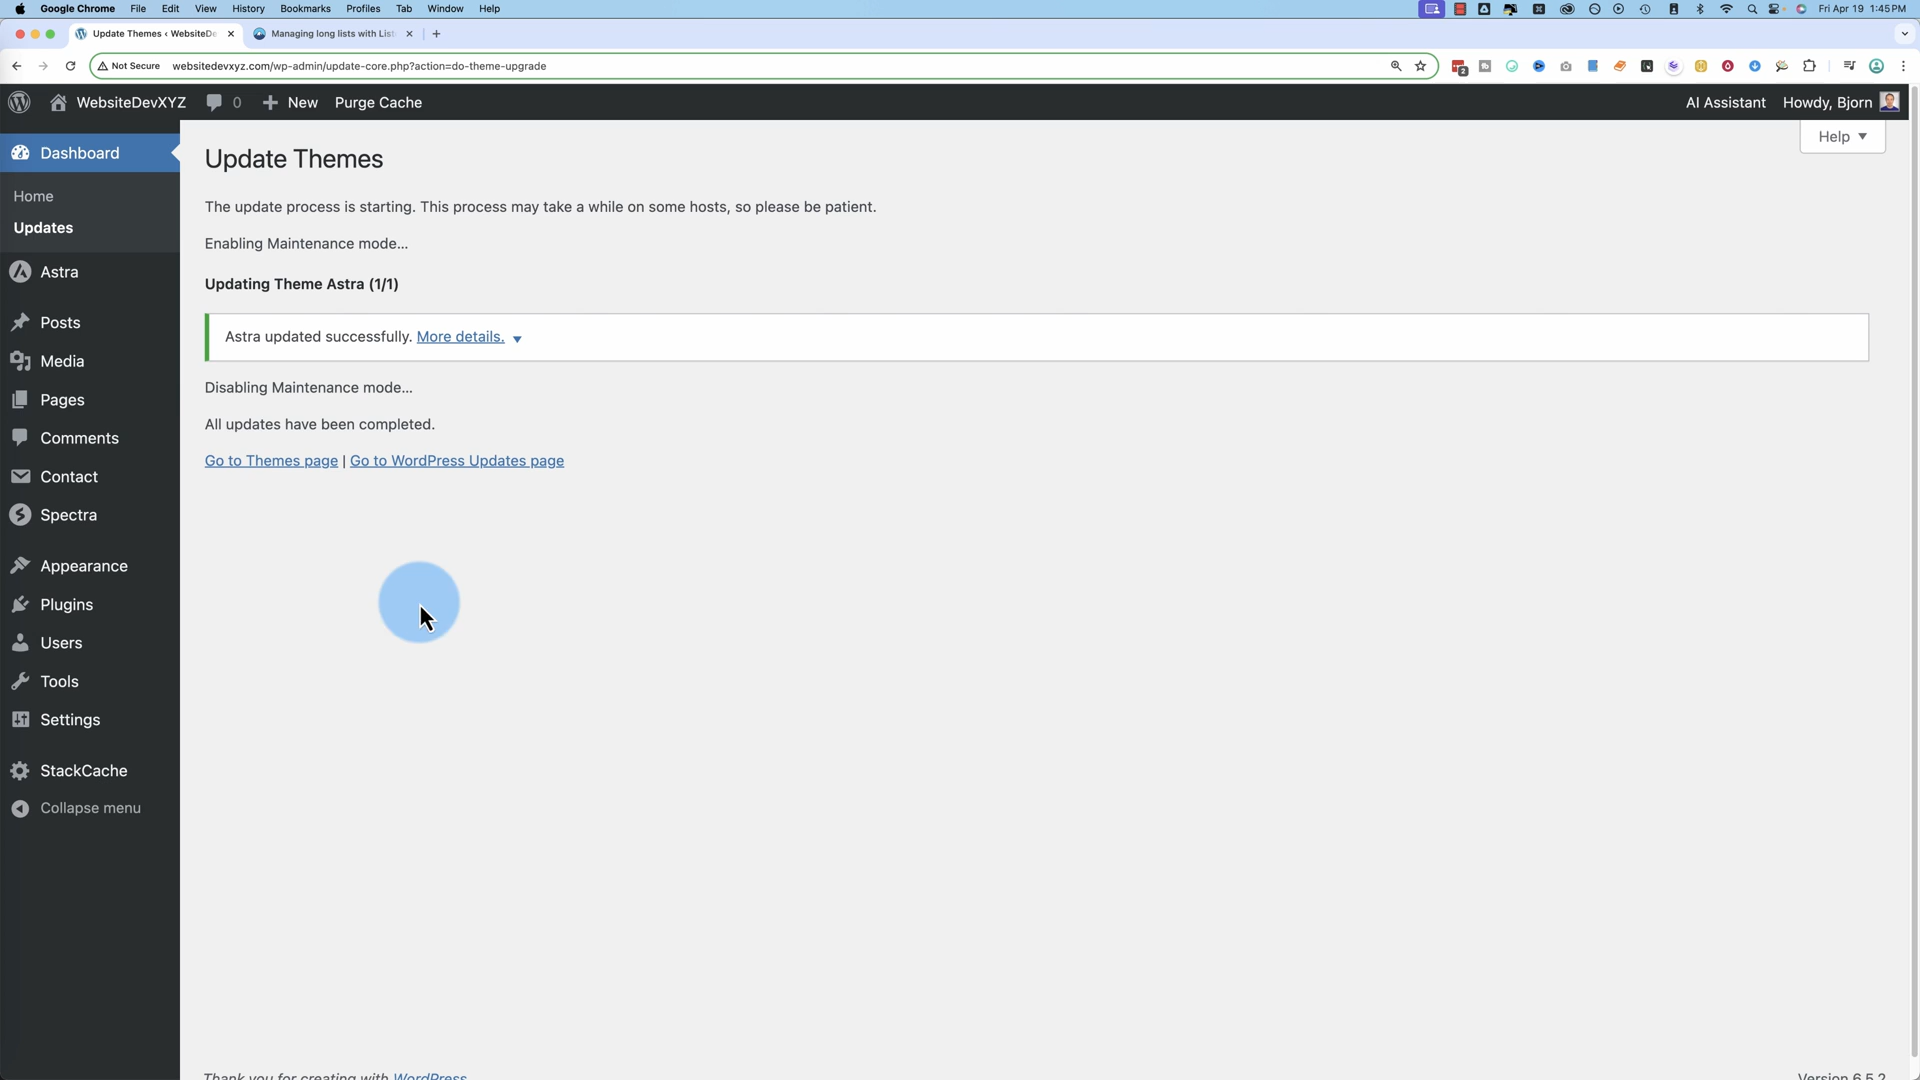 Google Chrome File Edit View History Bookmarks Profiles Tab Window Help Fri Apr 19 1:45 PM
Update Themes ‹ WebsiteDe Managing long lists with List
Not Secure websitedevxyz.com/wp-admin/update-core.php?action=do-theme-upgrade 2
WebsiteDevXYZ 0 New Purge Cache AI Assistant Howdy, Bjorn
Help
Dashboard
Home
Updates
Astra
Posts
Media
Pages
Comments
Contact
Spectra
Appearance
Plugins
Users
Tools
Settings
StackCache
Collapse menu
Update Themes
The update process is starting. This process may take a while on some hosts, so please be patient.
Enabling Maintenance mode...
Updating Theme Astra (1/1)
Astra updated successfully. More details.
Disabling Maintenance mode...
All updates have been completed.
Go to Themes page | Go to WordPress Updates page
Thank you for creating with WordPress
Version 6.5.2